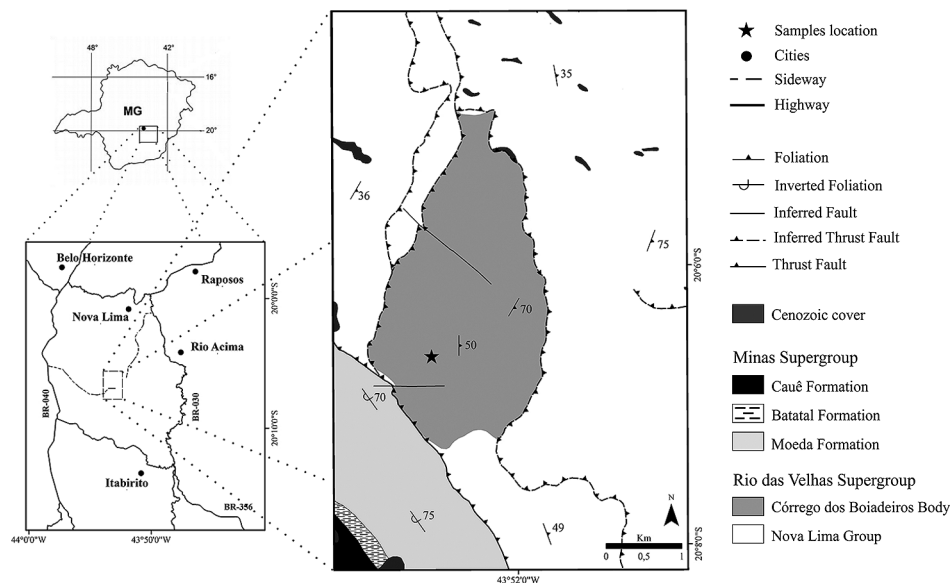 48°
42°
16°
MG
20°
Belo Horizonte
Raposos
20°0'0"S
Nova Lima
Rio Acima
BR-040
BR-030
20°10'0"S
Itabirito
BR-356
44°0'0"W
43°50'0"W
35
36
75
20°6'0"S
70
50
70
75
49
N
Km
0
0,5
1
20°8'0"S
43°52'0"W
Samples location
Cities
Sideway
Highway
Foliation
Inverted Foliation
Inferred Fault
Inferred Thrust Fault
Thrust Fault
Cenozoic cover
Minas Supergroup
Cauê Formation
Batatal Formation
Moeda Formation
Rio das Velhas Supergroup
Córrego dos Boiadeiros Body
Nova Lima Group